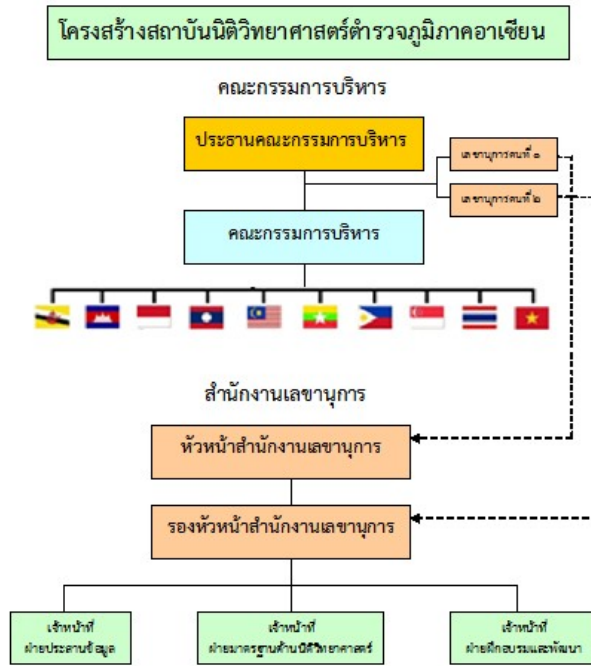 โครงสร้างสถาบันนิติวิทยาศาสตร์ตำรวจภูมิภาคอาเซียน
คณะกรรมการบริหาร
ประธานคณะกรรมการบริหาร
เลขานุการคนที่ ๑
เลขานุการคนที่ ๒
คณะกรรมการบริหาร
สำนักงานเลขานุการ
หัวหน้าสำนักงานเลขานุการ
รองหัวหน้าสำนักงานเลขานุการ
เจ้าหน้าที่
ฝ่ายประสานข้อมูล
เจ้าหน้าที่
ฝ่ายมาตรฐานด้านนิติวิทยาศาสตร์
เจ้าหน้าที่
ฝ่ายฝึกอบรมและพัฒนา